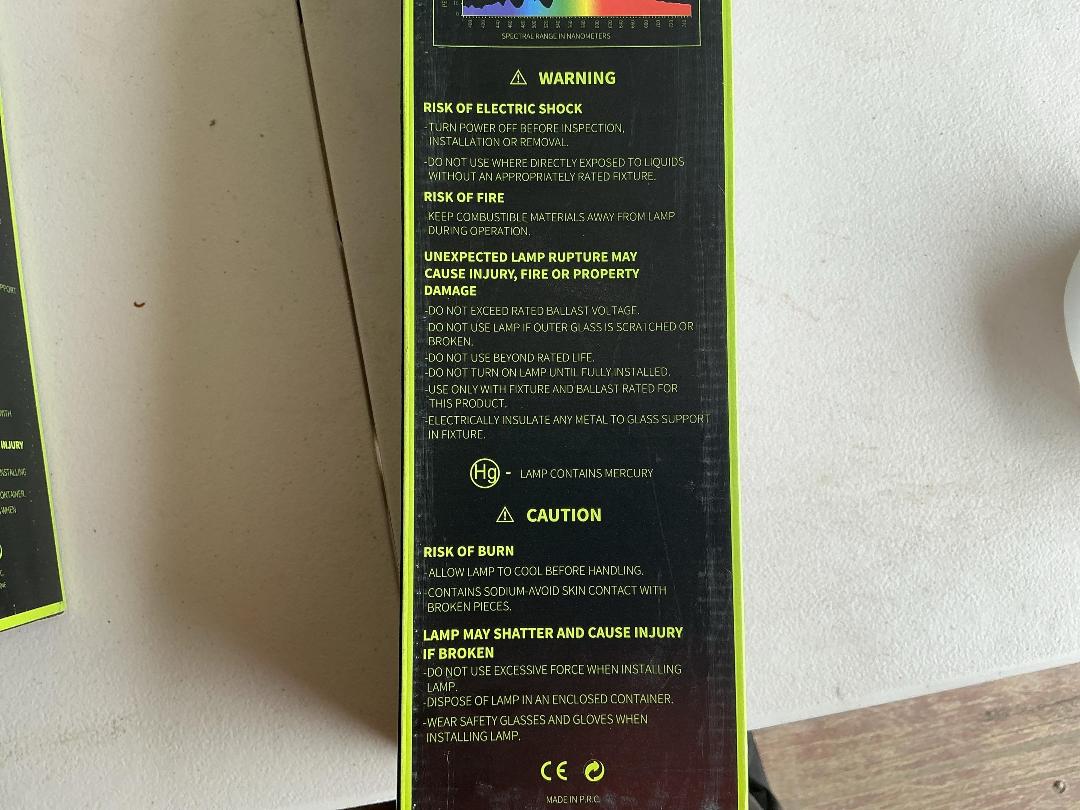 SPECTRAL RANGE IN NANOMETERS
⚠ WARNING
RISK OF ELECTRIC SHOCK
-TURN POWER OFF BEFORE INSPECTION,
INSTALLATION OR REMOVAL.
-DO NOT USE WHERE DIRECTLY EXPOSED TO LIQUIDS
WITHOUT AN APPROPRIATELY RATED FIXTURE.
RISK OF FIRE
-KEEP COMBUSTIBLE MATERIALS AWAY FROM LAMP
DURING OPERATION.
UNEXPECTED LAMP RUPTURE MAY
CAUSE INJURY, FIRE OR PROPERTY
DAMAGE
-DO NOT EXCEED RATED BALLAST VOLTAGE.
-DO NOT USE LAMP IF OUTER GLASS IS SCRATCHED OR
BROKEN.
-DO NOT USE BEYOND RATED LIFE.
-DO NOT TURN ON LAMP UNTIL FULLY INSTALLED.
-USE ONLY WITH FIXTURE AND BALLAST RATED FOR
THIS PRODUCT.
-ELECTRICALLY INSULATE ANY METAL TO GLASS SUPPORT
IN FIXTURE.
Hg - LAMP CONTAINS MERCURY
⚠ CAUTION
RISK OF BURN
-ALLOW LAMP TO COOL BEFORE HANDLING.
-CONTAINS SODIUM-AVOID SKIN CONTACT WITH
BROKEN PIECES.
LAMP MAY SHATTER AND CAUSE INJURY
IF BROKEN
-DO NOT USE EXCESSIVE FORCE WHEN INSTALLING
LAMP.
-DISPOSE OF LAMP IN AN ENCLOSED CONTAINER.
-WEAR SAFETY GLASSES AND GLOVES WHEN
INSTALLING LAMP.
CE
MADE IN P.R.C.
WITH
INJURY
WHEN